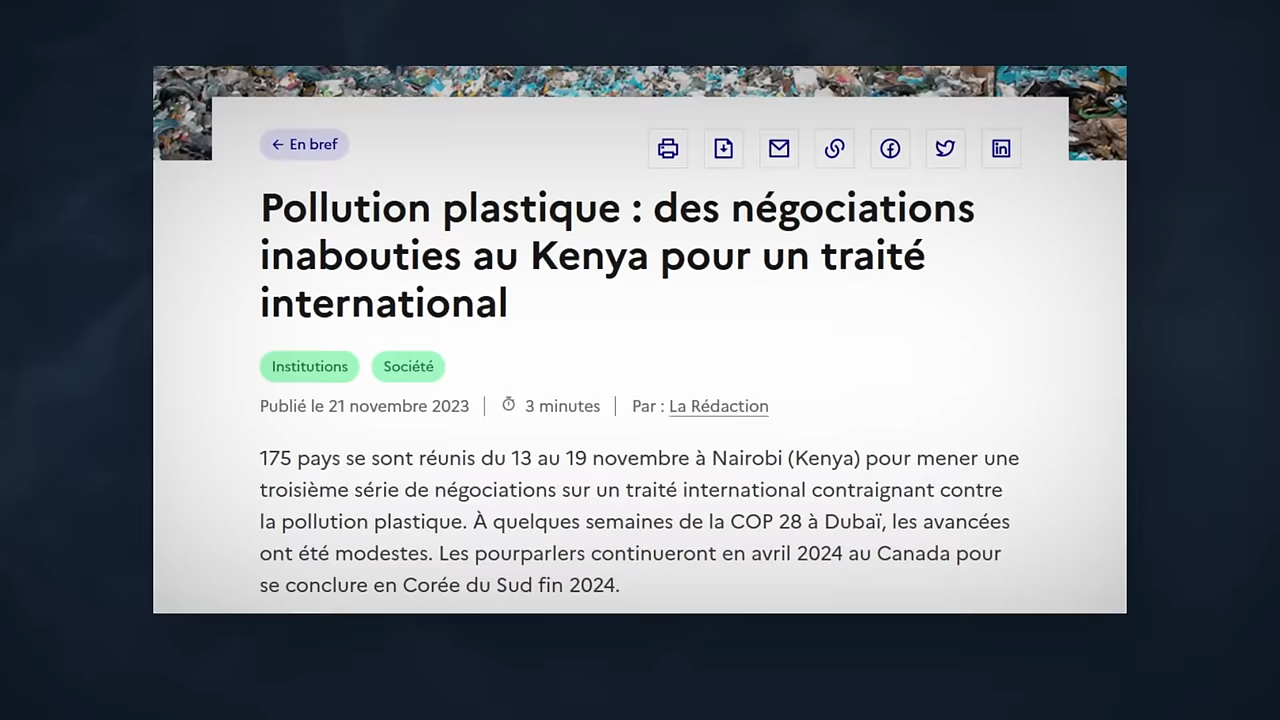 ← En bref
Pollution plastique : des négociations
inabouties au Kenya pour un traité
international
Institutions
Société
Publié le 21 novembre 2023 | 3 minutes | Par : La Rédaction
175 pays se sont réunis du 13 au 19 novembre à Nairobi (Kenya) pour mener une
troisième série de négociations sur un traité international contraignant contre
la pollution plastique. À quelques semaines de la COP 28 à Dubaï, les avancées
ont été modestes. Les pourparlers continueront en avril 2024 au Canada pour
se conclure en Corée du Sud fin 2024.